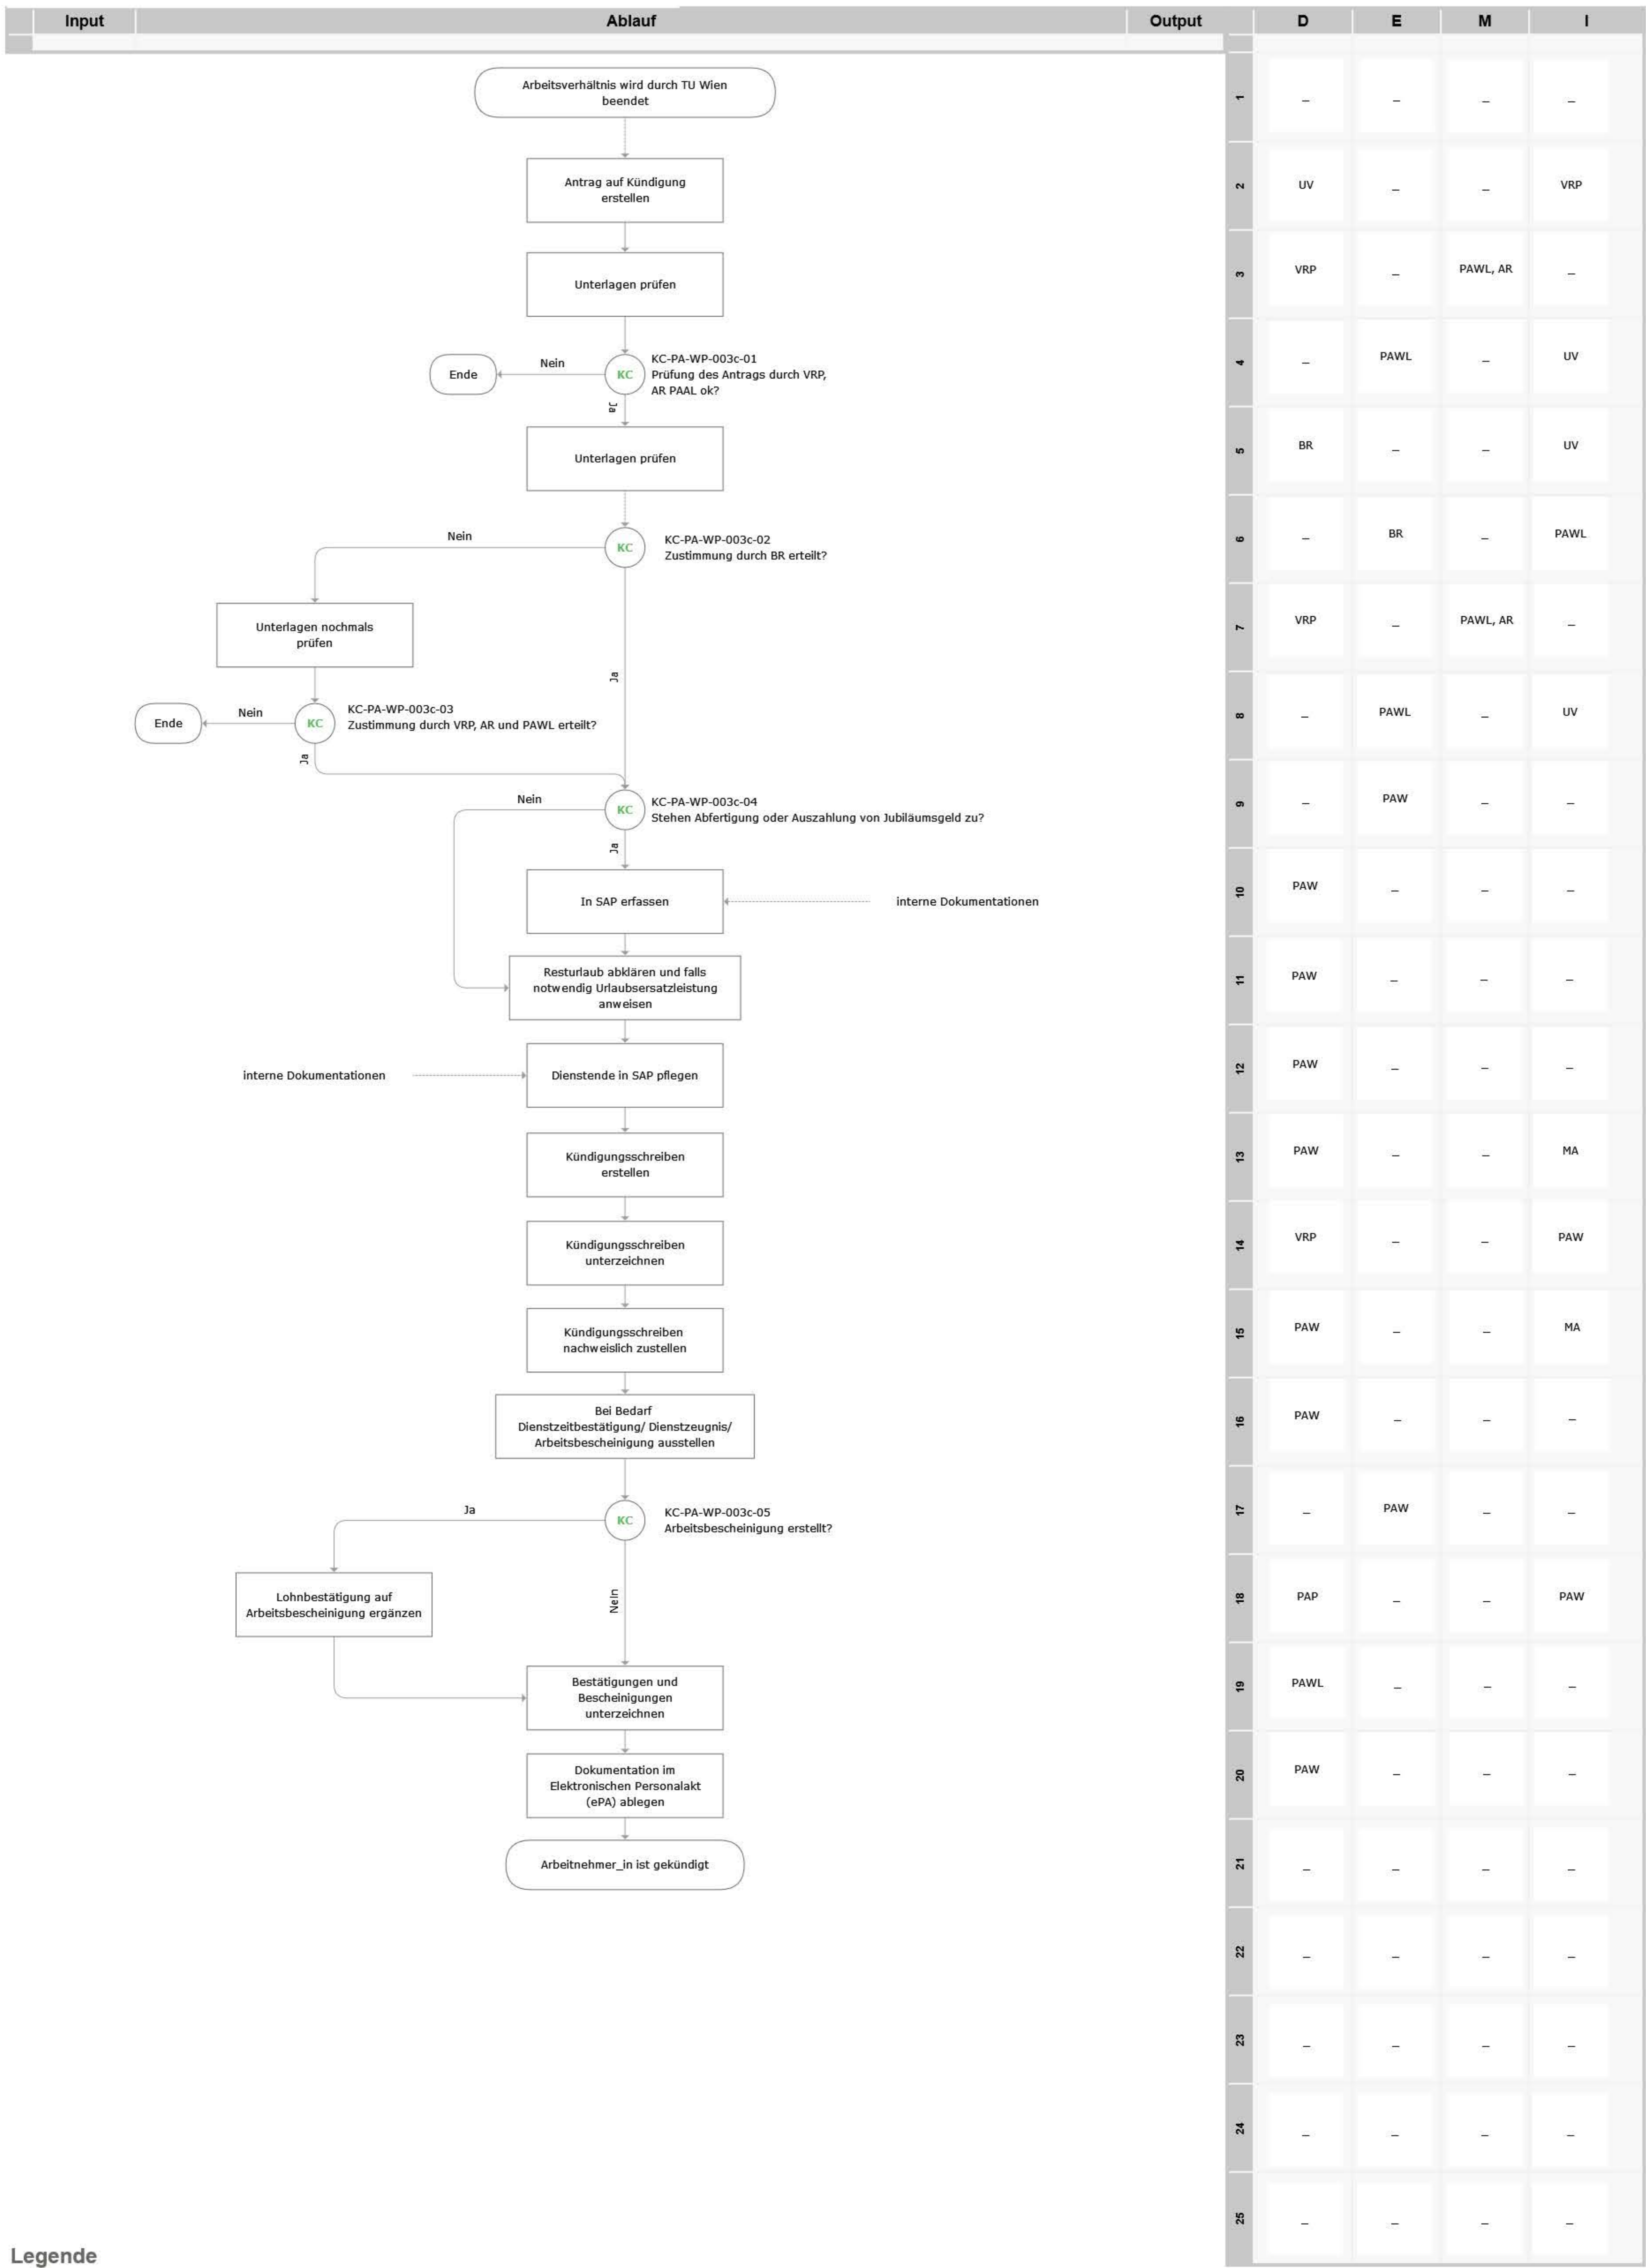 Input Ablauf Output D E M I
Arbeitsverhältnis wird durch TU Wien
beendet
1 _ _ _ _
Antrag auf Kündigung
erstellen
2 UV _ _ VRP
Unterlagen prüfen
3 VRP _ PAWL, AR _
Ende
Nein
KC
KC-PA-WP-003c-01
Prüfung des Antrags durch VRP,
AR PAAL ok?
Ja
4 _ PAWL _ UV
Unterlagen prüfen
5 BR _ _ UV
Nein
KC
KC-PA-WP-003c-02
Zustimmung durch BR erteilt?
6 _ BR _ PAWL
Unterlagen nochmals
prüfen
Ja
7 VRP _ PAWL, AR _
Ende
Nein
KC
KC-PA-WP-003c-03
Zustimmung durch VRP, AR und PAWL erteilt?
Ja
8 _ PAWL _ UV
Nein
KC
KC-PA-WP-003c-04
Stehen Abfertigung oder Auszahlung von Jubiläumsgeld zu?
Ja
9 _ PAW _ _
In SAP erfassen
interne Dokumentationen
10 PAW _ _ _
Resturlaub abklären und falls
notwendig Urlaubsersatzleistung
anweisen
11 PAW _ _ _
interne Dokumentationen
Dienstende in SAP pflegen
12 PAW _ _ _
Kündigungsschreiben
erstellen
13 PAW _ _ MA
Kündigungsschreiben
unterzeichnen
14 VRP _ _ PAW
Kündigungsschreiben
nachweislich zustellen
15 PAW _ _ MA
Bei Bedarf
Dienstzeitbestätigung/ Dienstzeugnis/
Arbeitsbescheinigung ausstellen
16 PAW _ _ _
Ja
KC
KC-PA-WP-003c-05
Arbeitsbescheinigung erstellt?
17 _ PAW _ _
Lohnbestätigung auf
Arbeitsbescheinigung ergänzen
Nein
18 PAP _ _ PAW
Bestätigungen und
Bescheinigungen
unterzeichnen
19 PAWL _ _ _
Dokumentation im
Elektronischen Personalakt
(ePA) ablegen
20 PAW _ _ _
Arbeitnehmer_in ist gekündigt
21 _ _ _ _
22 _ _ _ _
23 _ _ _ _
24 _ _ _ _
25 _ _ _ _
Legende